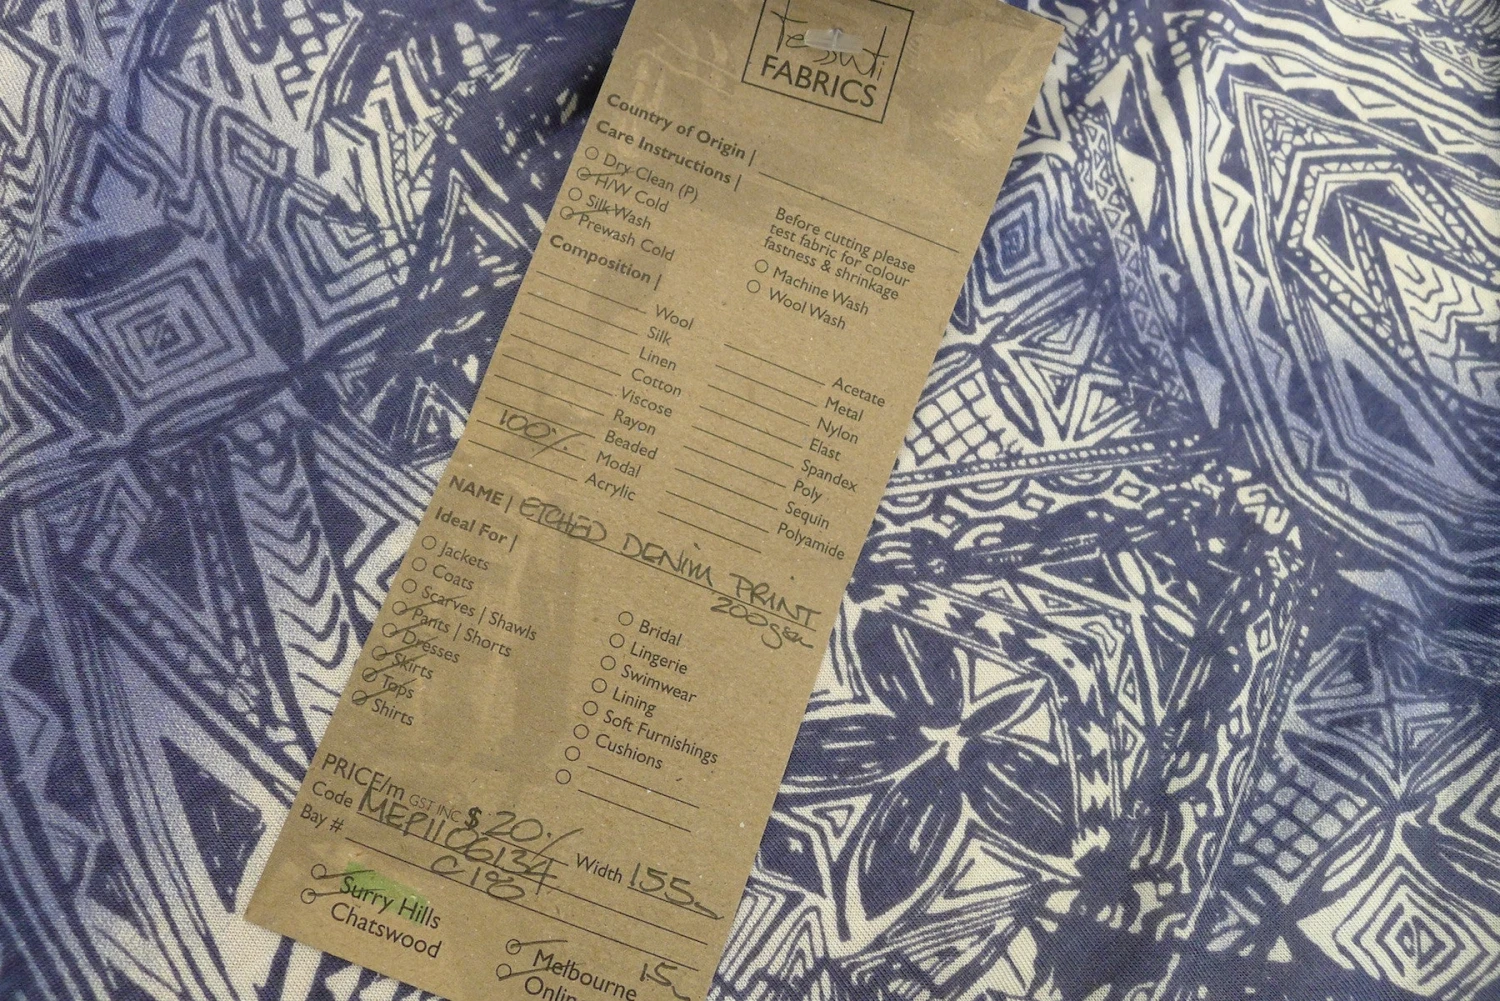 Tessuti
FABRICS
Country of Origin |
Care Instructions |
Dry Clean (P)
H/W Cold
Silk Wash
Prewash Cold
Before cutting please
test fabric for colour
fastness & shrinkage
Machine Wash
Wool Wash
Composition |
Wool
Silk
Linen
Cotton
Viscose
Rayon
Beaded
100% Modal
Acrylic
Acetate
Metal
Nylon
Elast
Spandex
Poly
Sequin
Polyamide
NAME | ETCHED DENIM PRINT
200gsm
Ideal For |
Jackets
Coats
Scarves | Shawls
Pants | Shorts
Dresses
Skirts
Tops
Shirts
Bridal
Lingerie
Swimwear
Lining
Soft Furnishings
Cushions
PRICE/m GST INC $ 20./ Width 155
Code MEP1106134
Bay #
Surry Hills
Chatswood
Melbourne